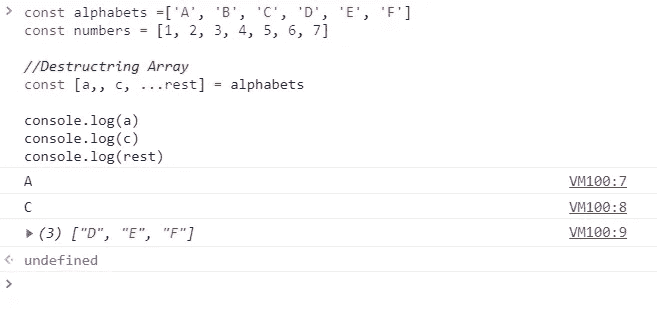 > const alphabets =['A', 'B', 'C', 'D', 'E', 'F']
const numbers = [1, 2, 3, 4, 5, 6, 7]
//Destructring Array
const [a,, c, ...rest] = alphabets
console.log(a)
console.log(c)
console.log(rest)
A VM100:7
C VM100:8
▶ (3) ["D", "E", "F"] VM100:9
undefined
>